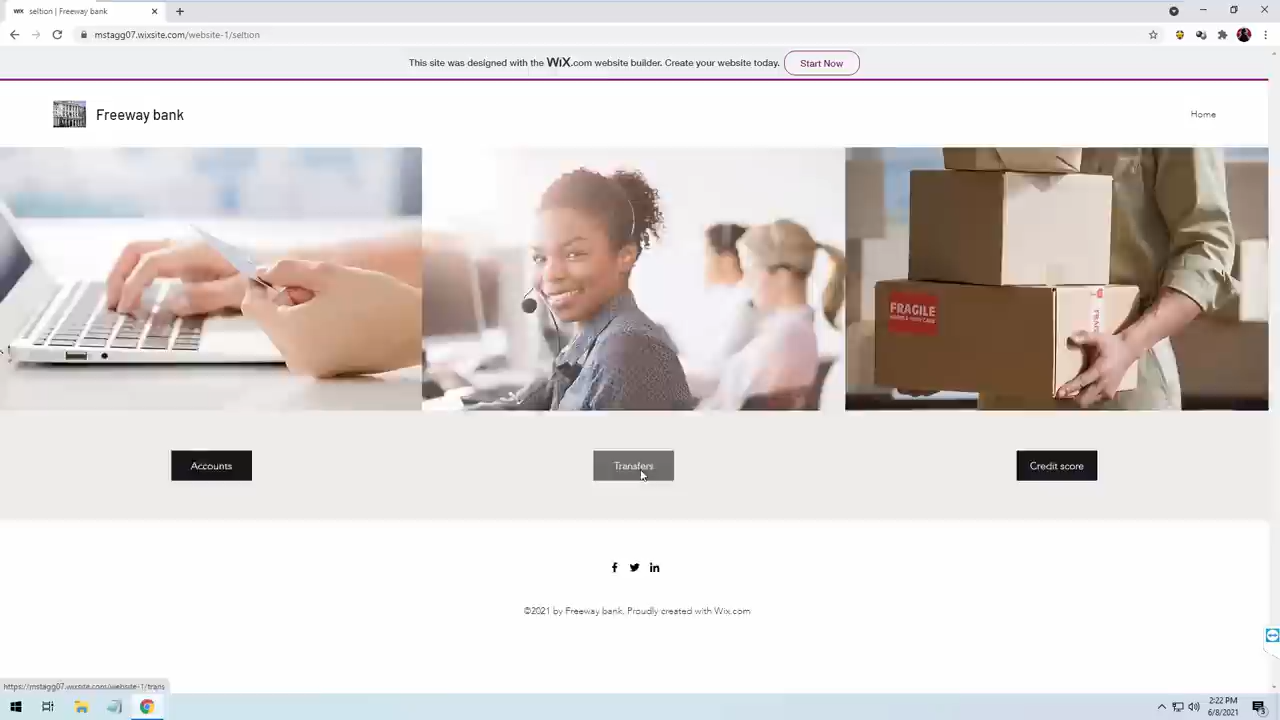 seltion | Freeway bank
mstagg07.wixsite.com/website-1/seltion
This site was designed with the WiX.com website builder. Create your website today.
Start Now
Freeway bank
Home
FRAGILE
Accounts
Transfers
Credit score
©2021 by Freeway bank. Proudly created with Wix.com
https://mstagg07.wixsite.com/website-1/trans
2:22 PM
6/8/2021